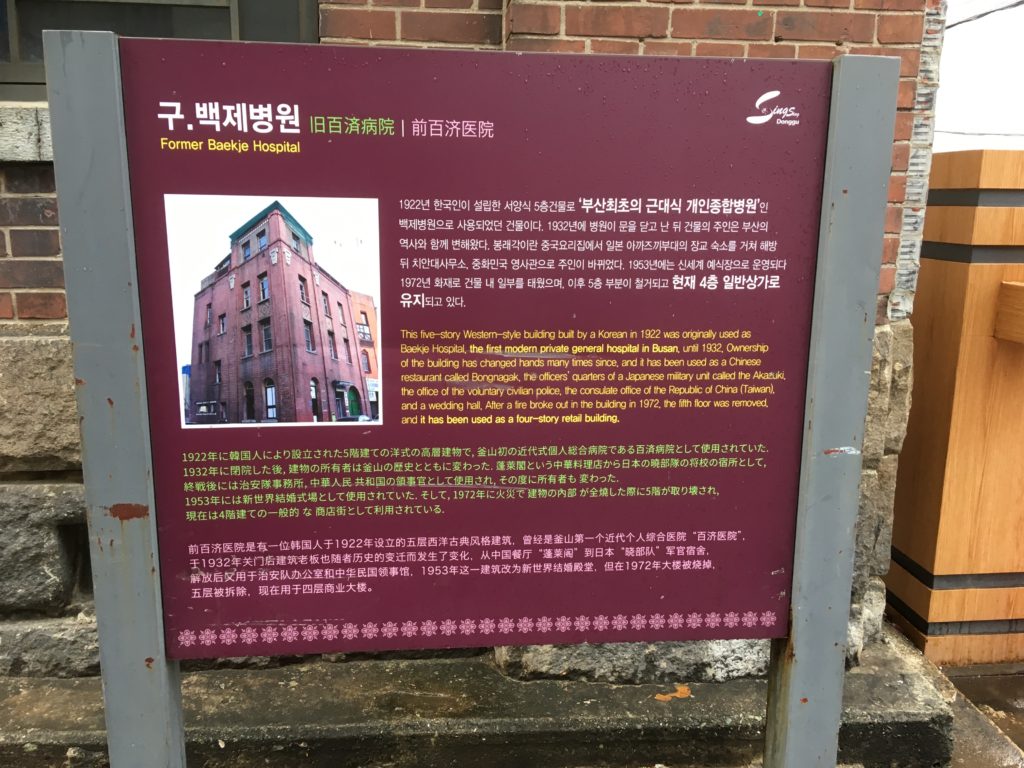 구.백제병원 旧百済病院 | 前百济医院
Former Baekje Hospital
Sings
Donggu
1922년 한국인이 설립한 서양식 5층건물로 '부산최초의 근대식 개인종합병원'인
백제병원으로 사용되었던 건물이다. 1932년에 병원이 문을 닫고 난 뒤 건물의 주인은 부산의
역사와 함께 변해왔다. 봉래각이란 중국요리집에서 일본 아까즈끼부대의 장교 숙소를 거쳐 해방
뒤 치안대사무소, 중화민국 영사관으로 주인이 바뀌었다. 1953년에는 신세계 예식장으로 운영되다
1972년 화재로 건물 내 일부를 태웠으며, 이후 5층 부분이 철거되고 현재 4층 일반상가로
유지되고 있다.
This five-story Western-style building built by a Korean in 1922 was originally used as
Baekje Hospital, the first modern private general hospital in Busan, until 1932. Ownership
of the building has changed hands many times since, and it has been used as a Chinese
restaurant called Bongnagak, the officers' quarters of a Japanese military unit called the Akatuki,
the office of the voluntary civilian police, the consulate office of the Republic of China (Taiwan),
and a wedding hall. After a fire broke out in the building in 1972, the fifth floor was removed,
and it has been used as a four-story retail building.
1922年に韓国人により設立された5階建ての洋式の高層建物で, 釜山初の近代式個人総合病院である百済病院として使用されていた.
1932年に閉院した後, 建物の所有者は釜山の歴史とともに変わった. 蓬莱閣という中華料理店から日本の暁部隊の将校の宿所として,
終戦後には治安隊事務所, 中華人民 共和国の領事官として使用され, その度に所有者も 変わった.
1953年には新世界結婚式場として使用されていた. そして, 1972年に火災で 建物の内部 が全焼した際に5階が取り壊され,
現在は4階建ての一般的 な 商店街として利用されている.
前百济医院是有一位韩国人于1922年设立的五层西洋古典风格建筑, 曾经是釜山第一个近代个人综合医院“百济医院”,
于1932年关门后建筑老板也随者历史的变迁而发生了变化, 从中国餐厅“蓬莱阁”到日本“晓部队”军官宿舍,
解放后又用于治安队办公室和中华民国领事馆, 1953年这一建筑改为新世界结婚殿堂, 但在1972年大楼被烧掉,
五层被拆除, 现在用于四层商业大楼。